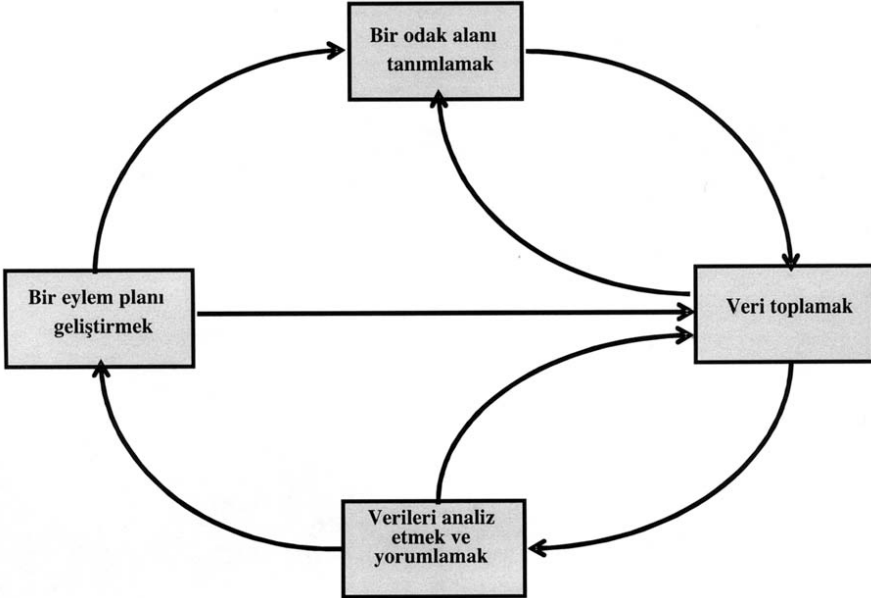 Bir odak alanı
tanımlamak
Bir eylem planı
geliştirmek
Veri toplamak
Verileri analiz
etmek ve
yorumlamak